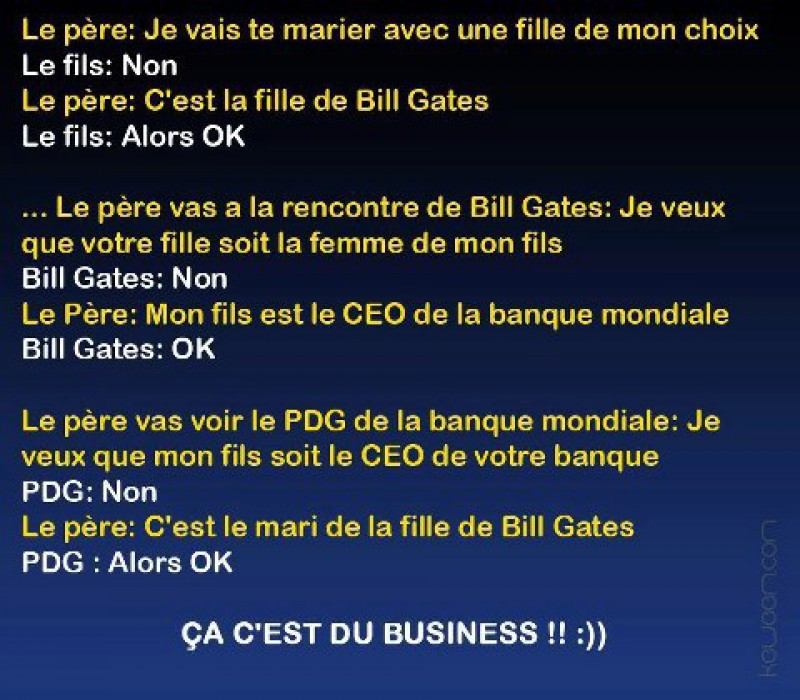 Le père: Je vais te marier avec une fille de mon choix
Le fils: Non
Le père: C'est la fille de Bill Gates
Le fils: Alors OK
... Le père vas a la rencontre de Bill Gates: Je veux
que votre fille soit la femme de mon fils
Bill Gates: Non
Le Père: Mon fils est le CEO de la banque mondiale
Bill Gates: OK
Le père vas voir le PDG de la banque mondiale: Je
veux que mon fils soit le CEO de votre banque
PDG: Non
Le père: C'est le mari de la fille de Bill Gates
PDG : Alors OK
ÇA C'EST DU BUSINESS !! :))